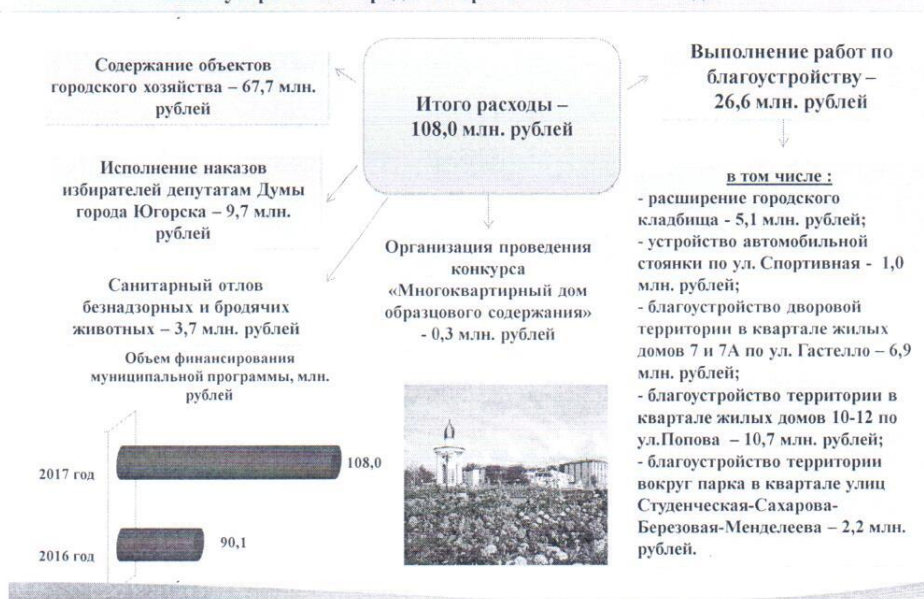 Содержание объектов
городского хозяйства – 67,7 млн.
рублей
Исполнение наказов
избирателей депутатам Думы
города Югорска – 9,7 млн.
рублей
Санитарный отлов
безнадзорных и бродячих
животных – 3,7 млн. рублей
Итого расходы –
108,0 млн. рублей
Организация проведения
конкурса
«Многоквартирный дом
образцового содержания»
- 0,3 млн. рублей
Выполнение работ по
благоустройству –
26,6 млн. рублей
в том числе :
- расширение городского
кладбища - 5,1 млн. рублей;
- устройство автомобильной
стоянки по ул. Спортивная - 1,0
млн. рублей;
- благоустройство дворовой
территории в квартале жилых
домов 7 и 7А по ул. Гастелло – 6,9
млн. рублей;
- благоустройство территории в
квартале жилых домов 10-12 по
ул.Попова – 10,7 млн. рублей;
- благоустройство территории
вокруг парка в квартале улиц
Студенческая-Сахарова-
Березовая-Менделеева – 2,2 млн.
рублей.
Объем финансирования
муниципальной программы, млн.
рублей
2017 год
108,0
2016 год
90,1